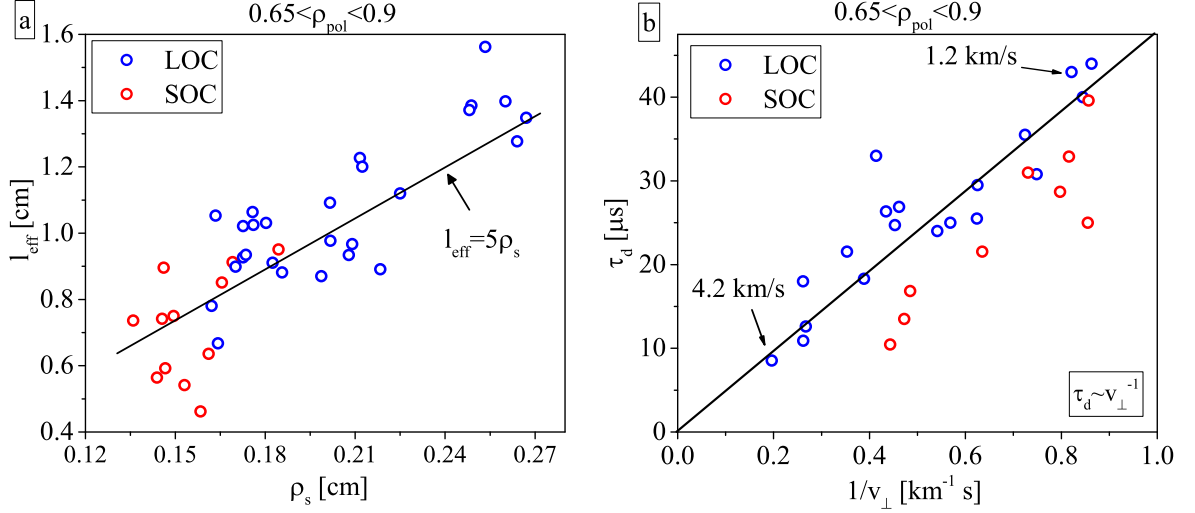 a
0.65<ρpol<0.9
1.6
1.4
1.2
1.0
0.8
0.6
0.4
leff [cm]
LOC
SOC
leff=5ρs
0.12
0.15
0.18
0.21
0.24
0.27
ρs [cm]
b
0.65<ρpol<0.9
40
30
20
10
0
τd [μs]
LOC
SOC
1.2 km/s
4.2 km/s
τd~v⊥-1
0.0
0.2
0.4
0.6
0.8
1.0
1/v⊥ [km-1 s]